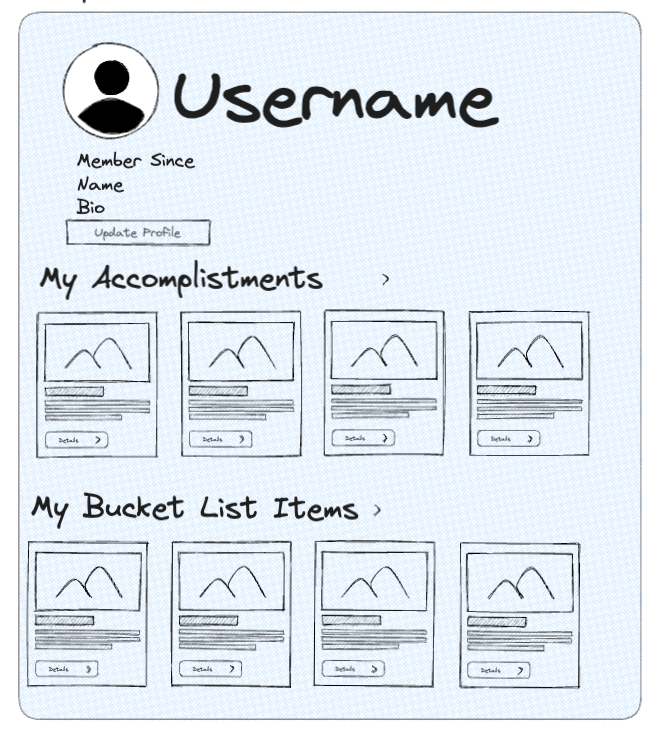 Username
Member Since
Name
Bio
Update Profile
My Accomplistments >
Details > Details > Details > Details >
My Bucket List Items >
Details > Details > Details > Details >